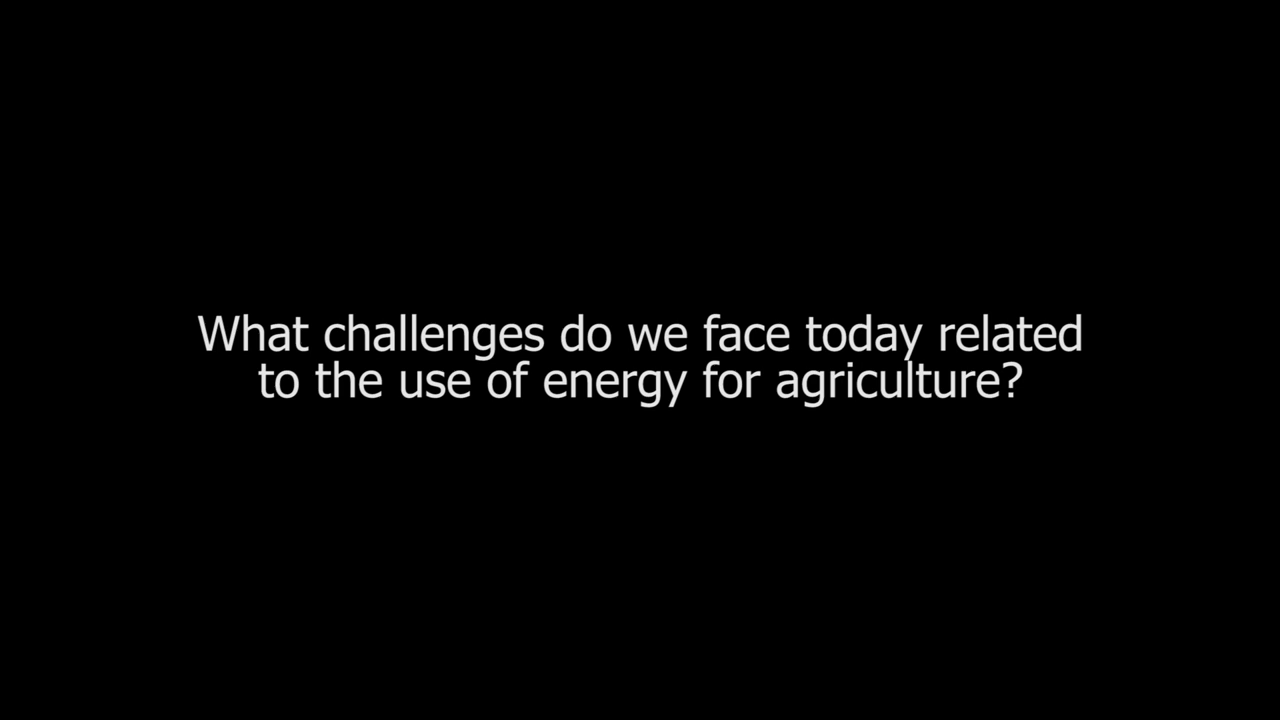 What challenges do we face today related
to the use of energy for agriculture?